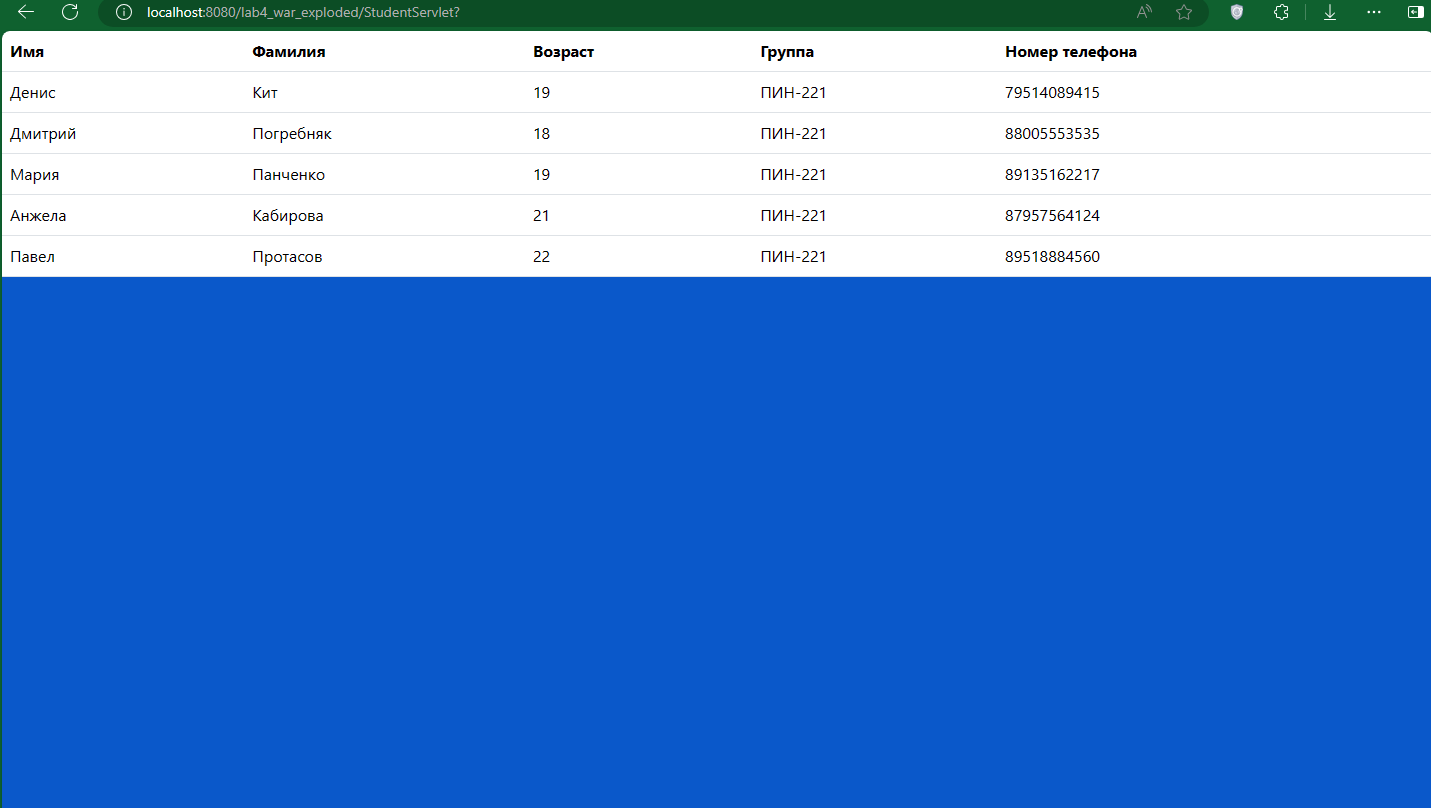 localhost:8080/lab4_war_exploded/StudentServlet?
Имя Фамилия Возраст Группа Номер телефона
Денис Кит 19 ПИН-221 79514089415
Дмитрий Погребняк 18 ПИН-221 88005553535
Мария Панченко 19 ПИН-221 89135162217
Анжела Кабирова 21 ПИН-221 87957564124
Павел Протасов 22 ПИН-221 89518884560